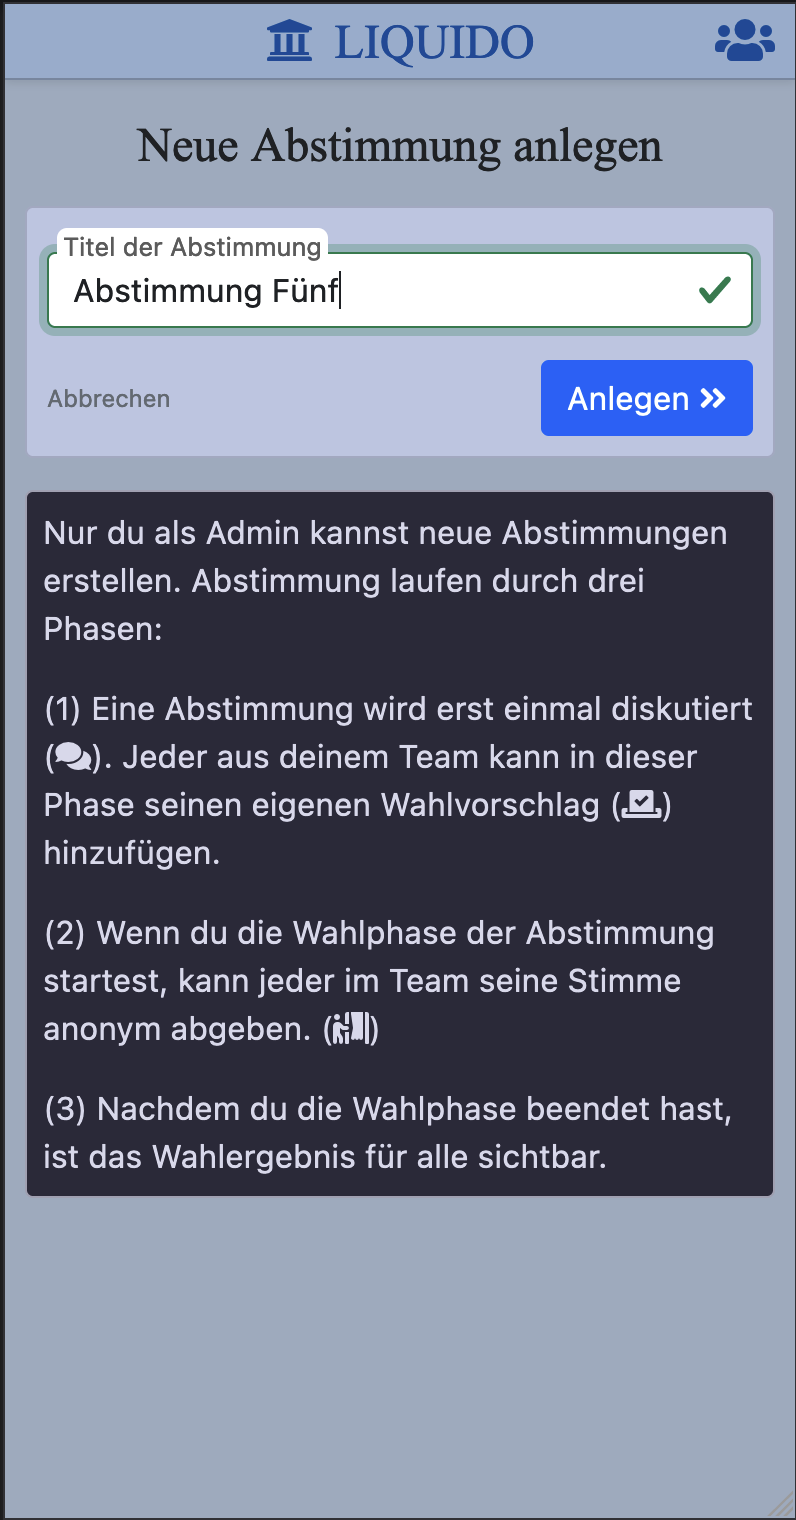 LIQUIDO
Neue Abstimmung anlegen
Titel der Abstimmung
Abstimmung Fünf
Abbrechen
Anlegen »
Nur du als Admin kannst neue Abstimmungen
erstellen. Abstimmung laufen durch drei
Phasen:
(1) Eine Abstimmung wird erst einmal diskutiert
(). Jeder aus deinem Team kann in dieser
Phase seinen eigenen Wahlvorschlag ()
hinzufügen.
(2) Wenn du die Wahlphase der Abstimmung
startest, kann jeder im Team seine Stimme
anonym abgeben. ()
(3) Nachdem du die Wahlphase beendet hast,
ist das Wahlergebnis für alle sichtbar.